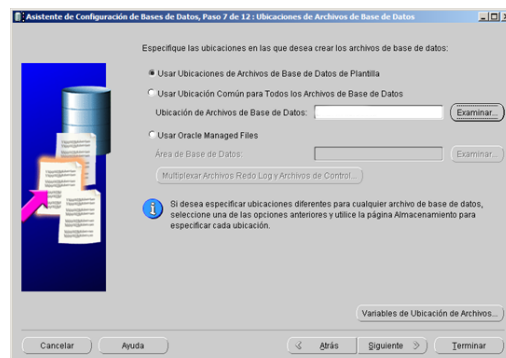 Asistente de Configuración de Bases de Datos, Paso 7 de 12 : Ubicaciones de Archivos de Base de Datos
Especifique las ubicaciones en las que desea crear los archivos de base de datos:
Usar Ubicaciones de Archivos de Base de Datos de Plantilla
Usar Ubicación Común para Todos los Archivos de Base de Datos
Ubicación de Archivos de Base de Datos: Examinar...
Usar Oracle Managed Files
Área de Base de Datos: Examinar...
Multiplexar Archivos Redo Log y Archivos de Control...
Si desea especificar ubicaciones diferentes para cualquier archivo de base de datos,
seleccione una de las opciones anteriores y utilice la página Almacenamiento para
especificar cada ubicación.
Variables de Ubicación de Archivos...
Cancelar Ayuda Atrás Siguiente Terminar